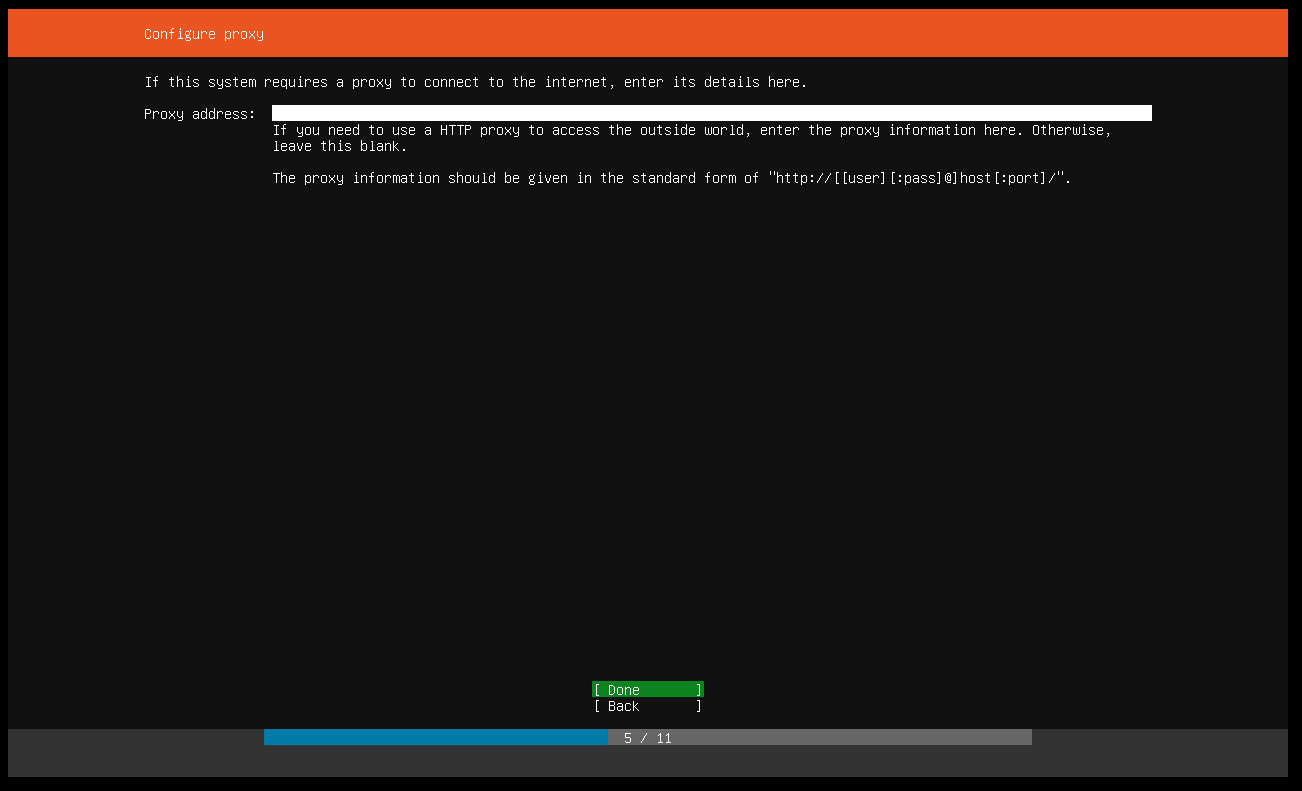 Configure proxy
If this system requires a proxy to connect to the internet, enter its details here.
Proxy address:
If you need to use a HTTP proxy to access the outside world, enter the proxy information here. Otherwise,
leave this blank.
The proxy information should be given in the standard form of "http://[[user][:pass]@]host[:port]/".
[ Done ]
[ Back ]
5 / 11